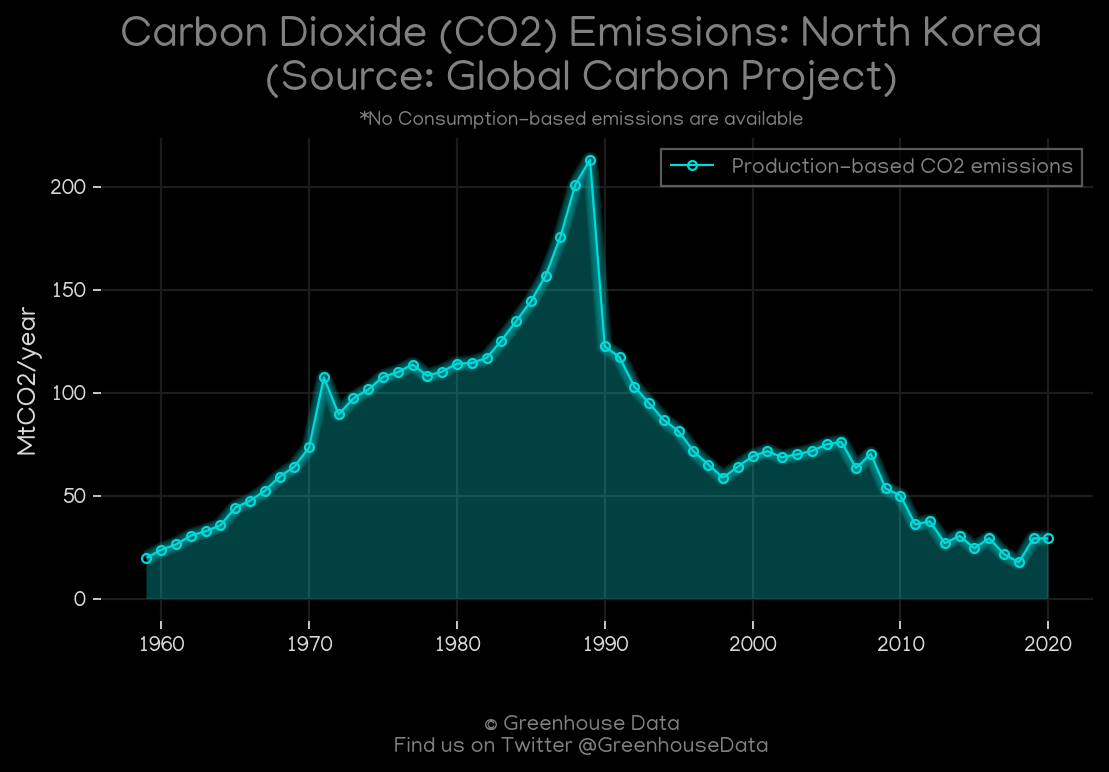 Carbon Dioxide (CO2) Emissions: North Korea
(Source: Global Carbon Project)
*No Consumption-based emissions are available
Production-based CO2 emissions
MtCO2/year
200
150
100
50
0
1960 1970 1980 1990 2000 2010 2020
© Greenhouse Data
Find us on Twitter @GreenhouseData